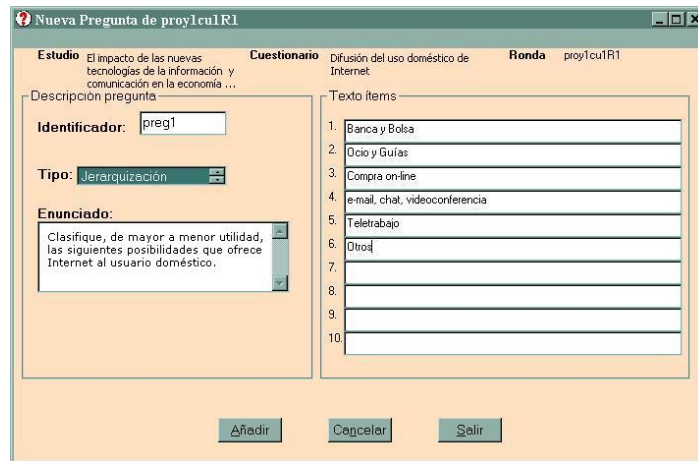 Nueva Pregunta de proy1cu1R1
Estudio El impacto de las nuevas
tecnologías de la información y
comunicación en la economía ...
Cuestionario Difusión del uso doméstico de
Internet
Ronda proy1cu1R1
Descripción pregunta
Identificador: preg1
Tipo: Jerarquización
Enunciado:
Clasifique, de mayor a menor utilidad,
las siguientes posibilidades que ofrece
Internet al usuario doméstico.
Texto ítems
1. Banca y Bolsa
2. Ocio y Guías
3. Compra on-line
4. e-mail, chat, videoconferencia
5. Teletrabajo
6. Otros
7.
8.
9.
10.
Añadir Cancelar Salir